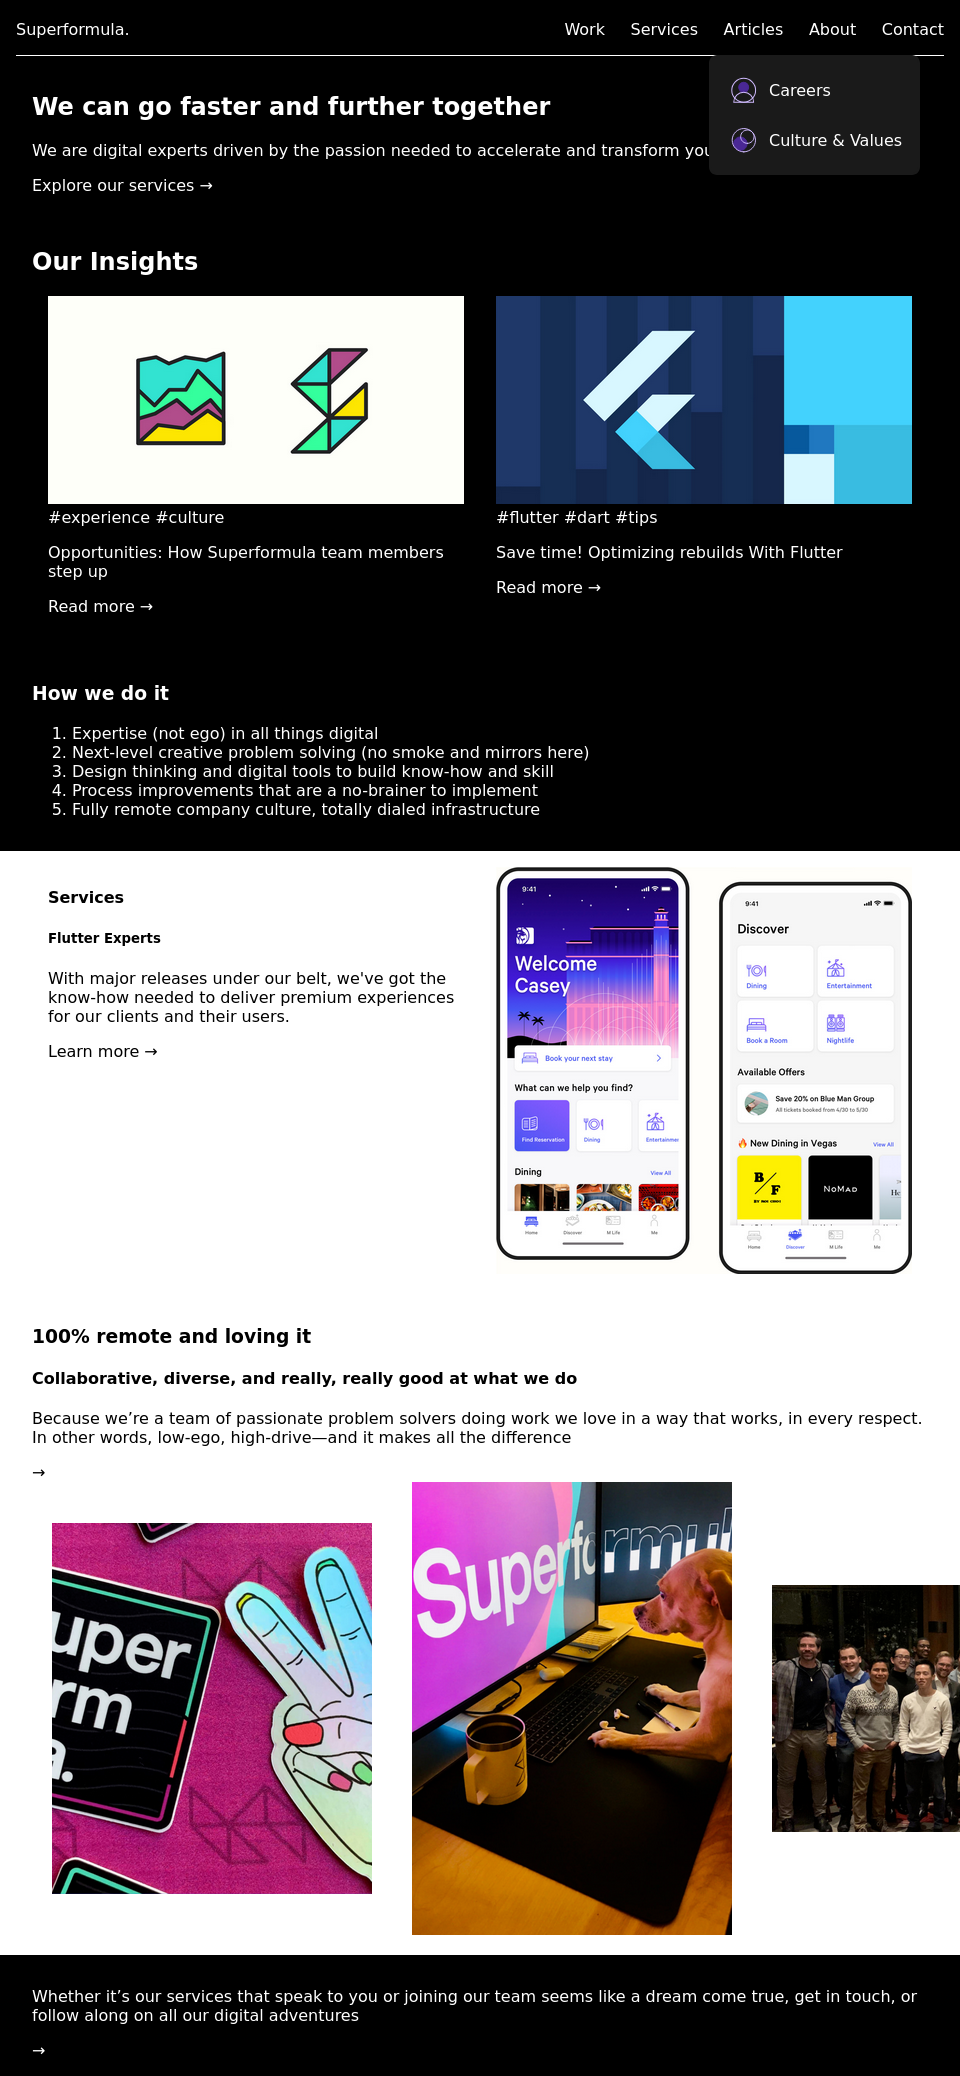 Superformula.
Work Services Articles About Contact
Careers
Culture & Values
We can go faster and further together
We are digital experts driven by the passion needed to accelerate and transform
Explore our services →
Our Insights
#experience #culture
Opportunities: How Superformula team members
step up
Read more →
#flutter #dart #tips
Save time! Optimizing rebuilds With Flutter
Read more →
How we do it
1. Expertise (not ego) in all things digital
2. Next-level creative problem solving (no smoke and mirrors here)
3. Design thinking and digital tools to build know-how and skill
4. Process improvements that are a no-brainer to implement
5. Fully remote company culture, totally dialed infrastructure
Services
Flutter Experts
With major releases under our belt, we've got the
know-how needed to deliver premium experiences
for our clients and their users.
Learn more →
9:41
Welcome
Casey
Book your next stay
What can we help you find?
Find Reservation
Dining
Entertainmen
Dining
View All
Home
Discover
M Life
Me
9:41
Discover
Dining
Entertainment
Book a Room
Nightlife
Available Offers
Save 20% on Blue Man Group
All tickets booked from 4/30 to 5/30
New Dining in Vegas
View All
B/F
NOMAD
Home
Discover
M Life
Me
100% remote and loving it
Collaborative, diverse, and really, really good at what we do
Because we’re a team of passionate problem solvers doing work we love in a way that works, in every respect.
In other words, low-ego, high-drive—and it makes all the difference
→
uper
rm
a.
Superformul
Whether it’s our services that speak to you or joining our team seems like a dream come true, get in touch, or
follow along on all our digital adventures
→